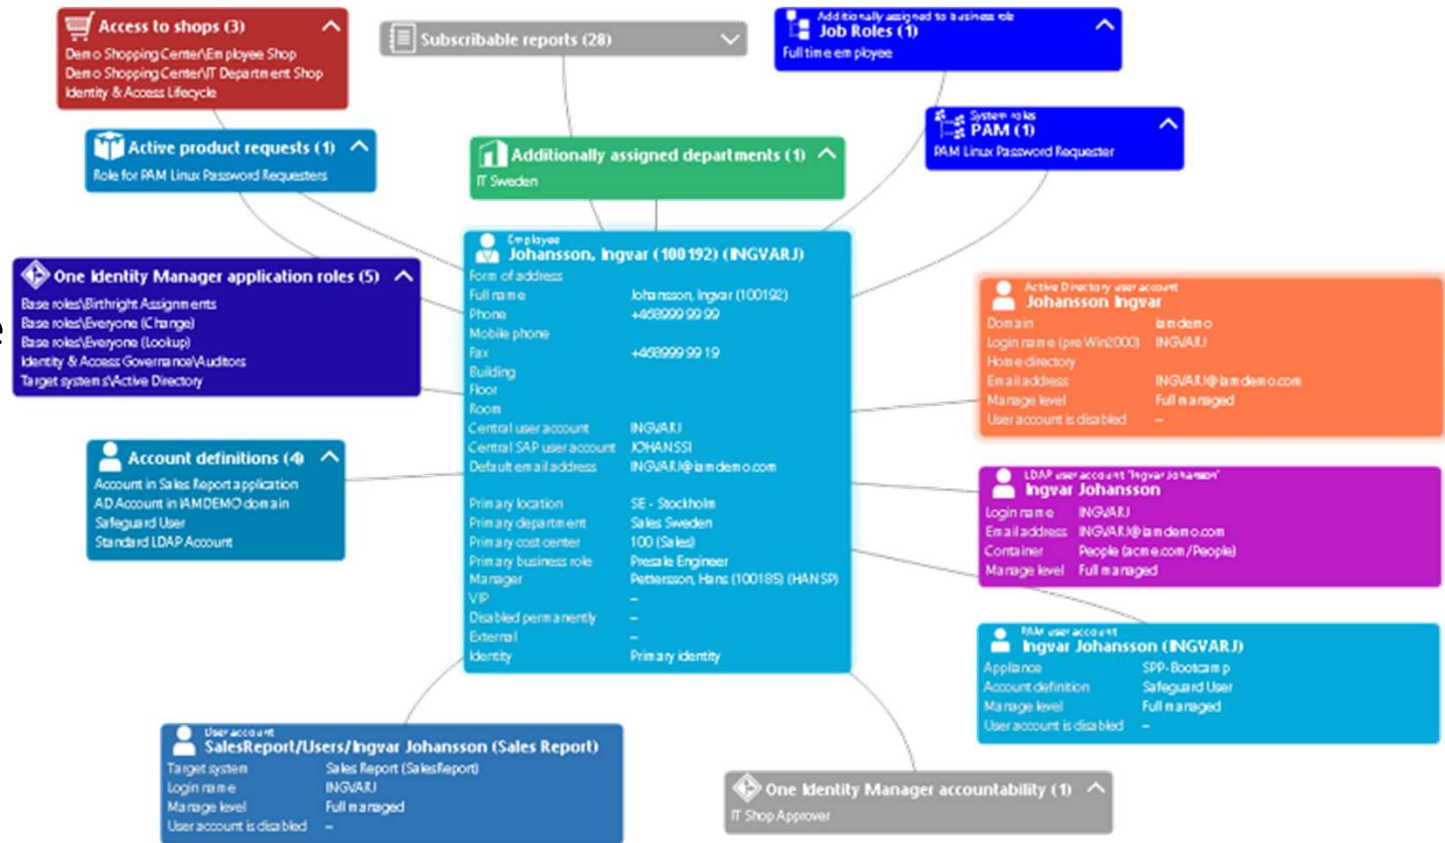 Access to shops (3)
Demo Shopping Center\Employee Shop
Demo Shopping Center\IT Department Shop
Identity & Access Lifecycle
Subscribable reports (28)
Additionally assigned to business role
Job Roles (1)
Full time employee
Active product requests (1)
Role for PAM Linux Password Requesters
Additionally assigned departments (1)
IT Sweden
System roles
PAM (1)
PAM Linux Password Requester
One Identity Manager application roles (5)
Base roles\Birthright Assignments
Base roles\Everyone (Change)
Base roles\Everyone (Lookup)
Identity & Access Governance\Auditors
Target systems\Active Directory
e
Employee
Johansson, Ingvar (100192) (INGVARJ)
Form of address
Full name Johansson, Ingvar (100192)
Phone +468999 99 99
Mobile phone
Fax +468999 99 19
Building
Floor
Room
Central user account INGVARJ
Central SAP user account JOHANSSI
Default email address INGVARJ@iamdemo.com
Primary location SE - Stockholm
Primary department Sales Sweden
Primary cost center 100 (Sales)
Primary business role Presale Engineer
Manager Pettersson, Hans (100185) (HANSP)
VIP –
Disabled permanently –
External –
Identity Primary identity
Active Directory user account
Johansson Ingvar
Domain iamdemo
Login name (pre Win2000) INGVARJ
Home directory
Email address INGVARJ@iamdemo.com
Manage level Full managed
User account is disabled –
Account definitions (4)
Account in Sales Report application
AD Account in IAMDEMO domain
Safeguard User
Standard LDAP Account
LDAP user account "Ingvar Johansson"
Ingvar Johansson
Login name INGVARJ
Email address INGVARJ@iamdemo.com
Container People (acme.com/People)
Manage level Full managed
PAM user account
Ingvar Johansson (INGVARJ)
Appliance SPP-Bootcamp
Account definition Safeguard User
Manage level Full managed
User account is disabled –
User account
SalesReport/Users/Ingvar Johansson (Sales Report)
Target system Sales Report (SalesReport)
Login name INGVARJ
Manage level Full managed
User account is disabled –
One Identity Manager accountability (1)
IT Shop Approver